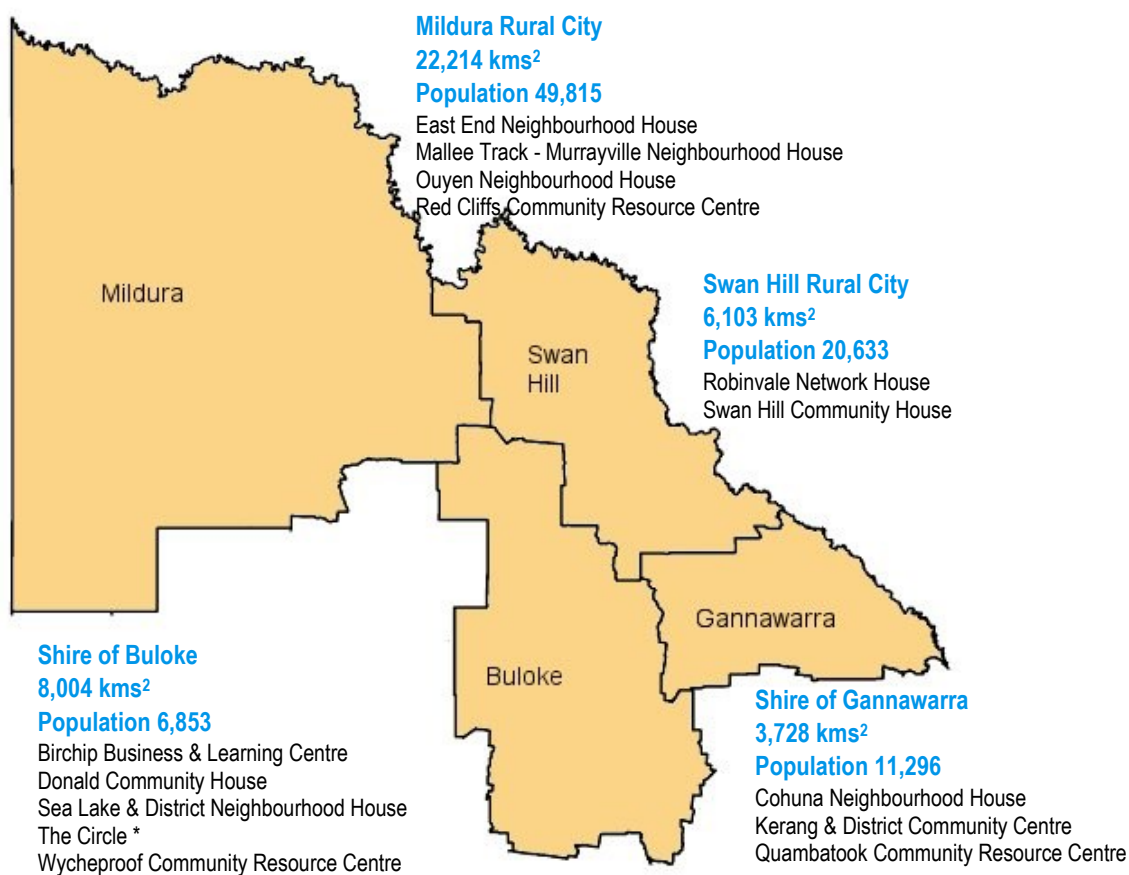 Mildura Rural City
22,214 kms²
Population 49,815
East End Neighbourhood House
Mallee Track - Murrayville Neighbourhood House
Ouyen Neighbourhood House
Red Cliffs Community Resource Centre
Mildura
Swan Hill Rural City
6,103 kms²
Population 20,633
Robinvale Network House
Swan Hill Community House
Swan
Hill
Gannawarra
Buloke
Shire of Buloke
8,004 kms²
Population 6,853
Birchip Business & Learning Centre
Donald Community House
Sea Lake & District Neighbourhood House
The Circle *
Wycheproof Community Resource Centre
Shire of Gannawarra
3,728 kms²
Population 11,296
Cohuna Neighbourhood House
Kerang & District Community Centre
Quambatook Community Resource Centre